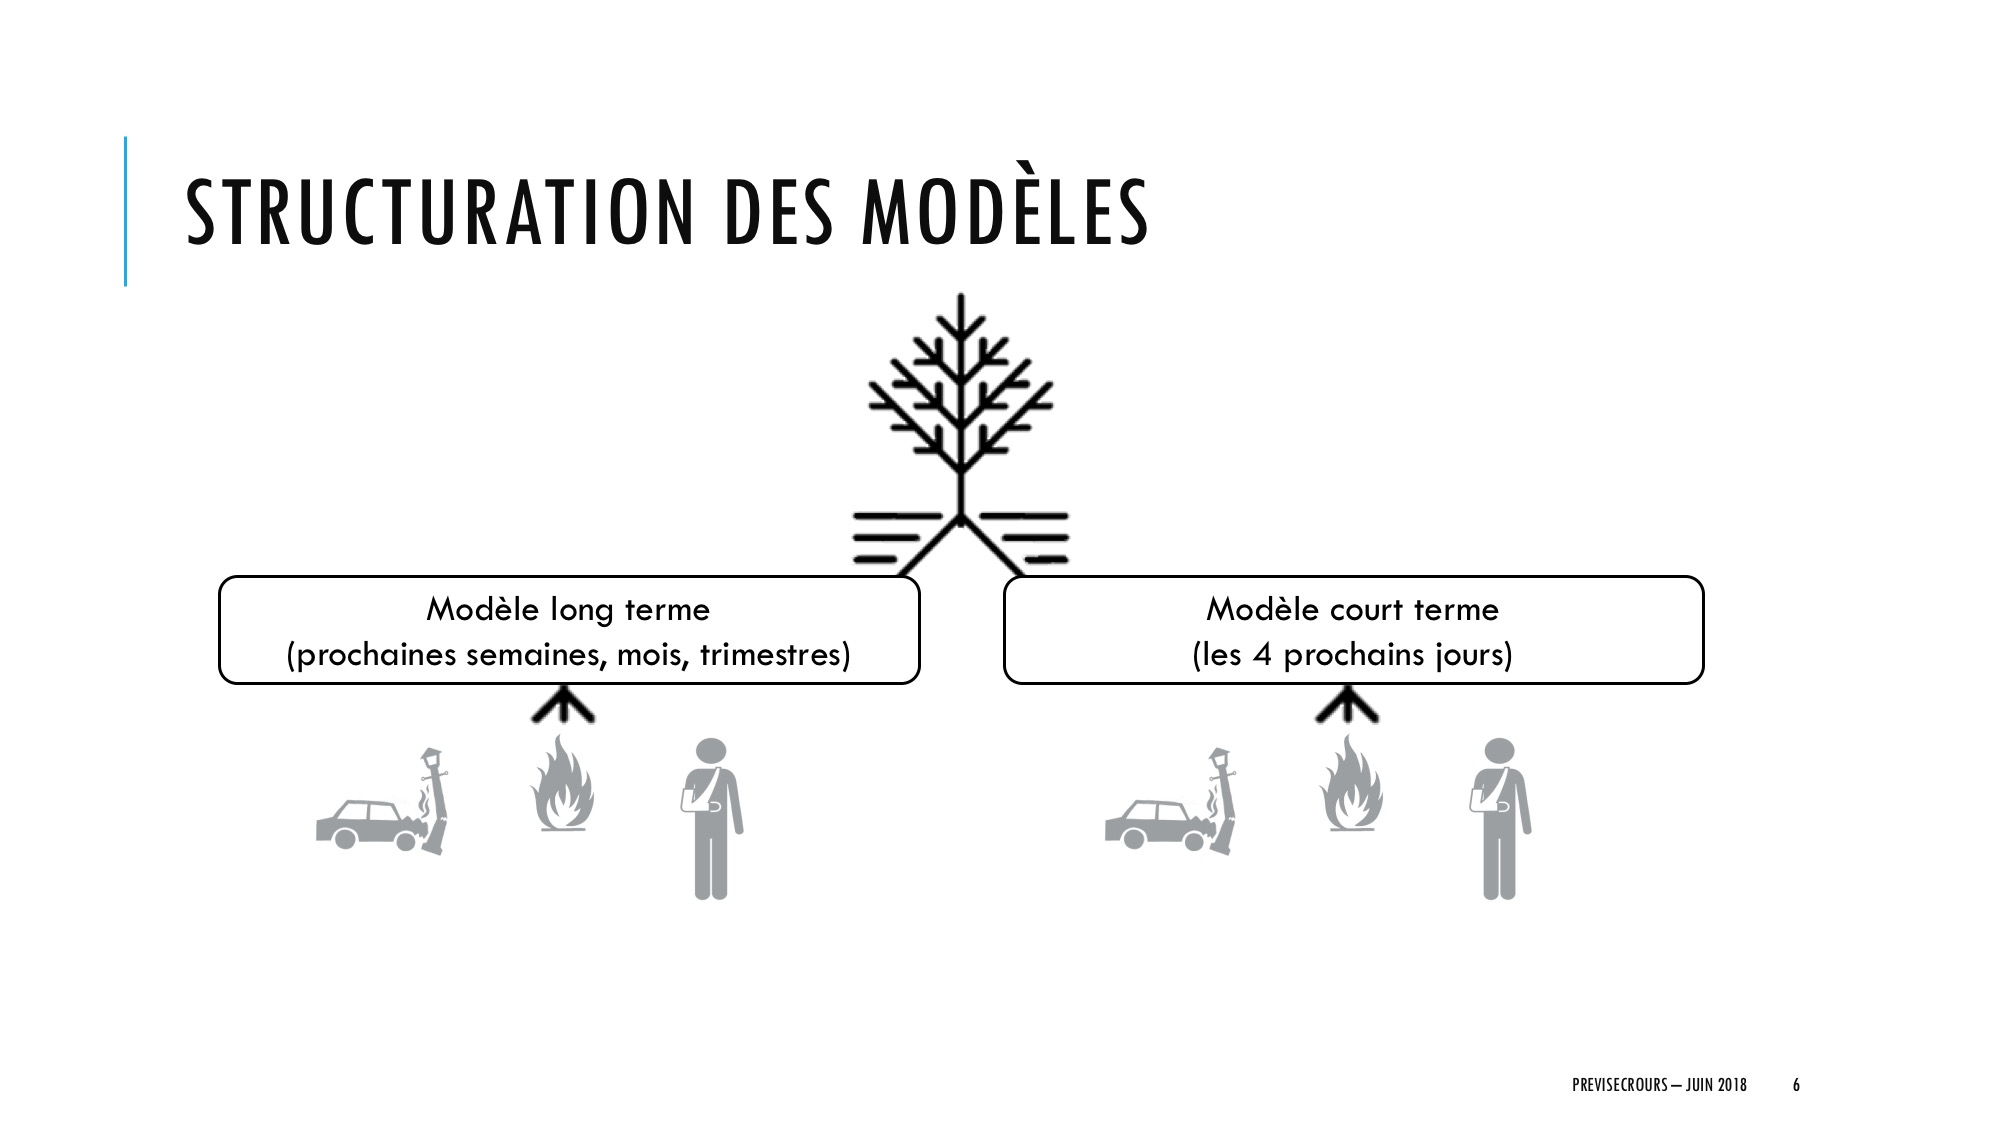 STRUCTURATION DES MODÈLES
Modèle long terme
(prochaines semaines, mois, trimestres)
Modèle court terme
(les 4 prochains jours)
PREVISECROURS – JUIN 2018 6